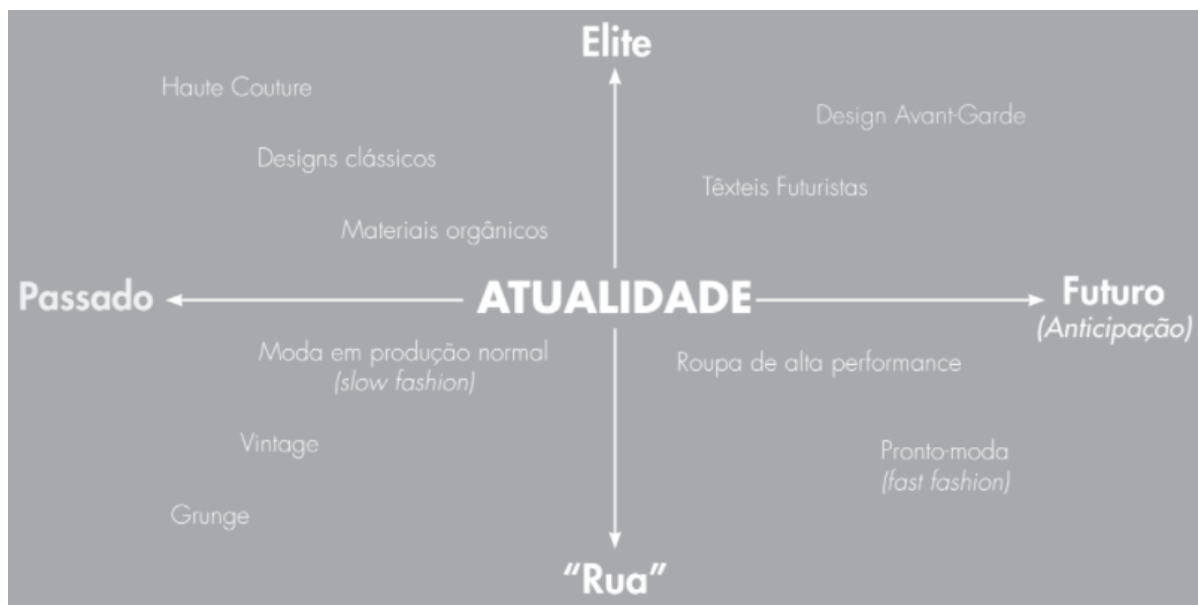 Elite
Haute Couture
Design Avant-Garde
Designs clássicos
Têxteis Futuristas
Materiais orgânicos
Passado
ATUALIDADE
Futuro
(Anticipação)
Moda em produção normal
(slow fashion)
Roupa de alta performance
Vintage
Pronto-moda
(fast fashion)
Grunge
“Rua”